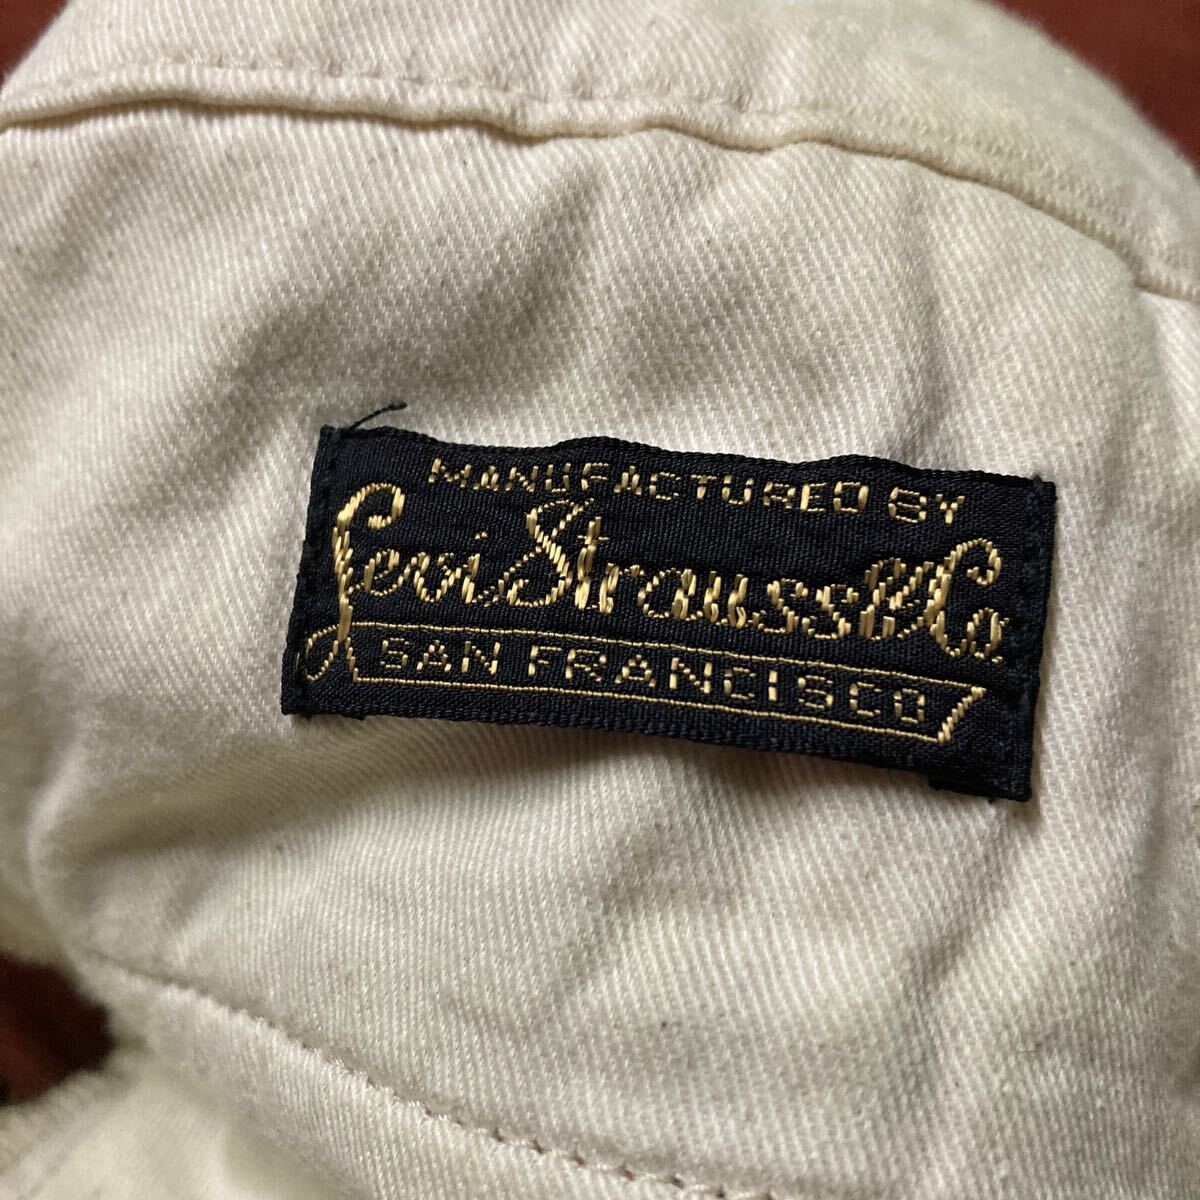 MANUFACTURED BY
Levi Strauss & Co
SAN FRANCISCO